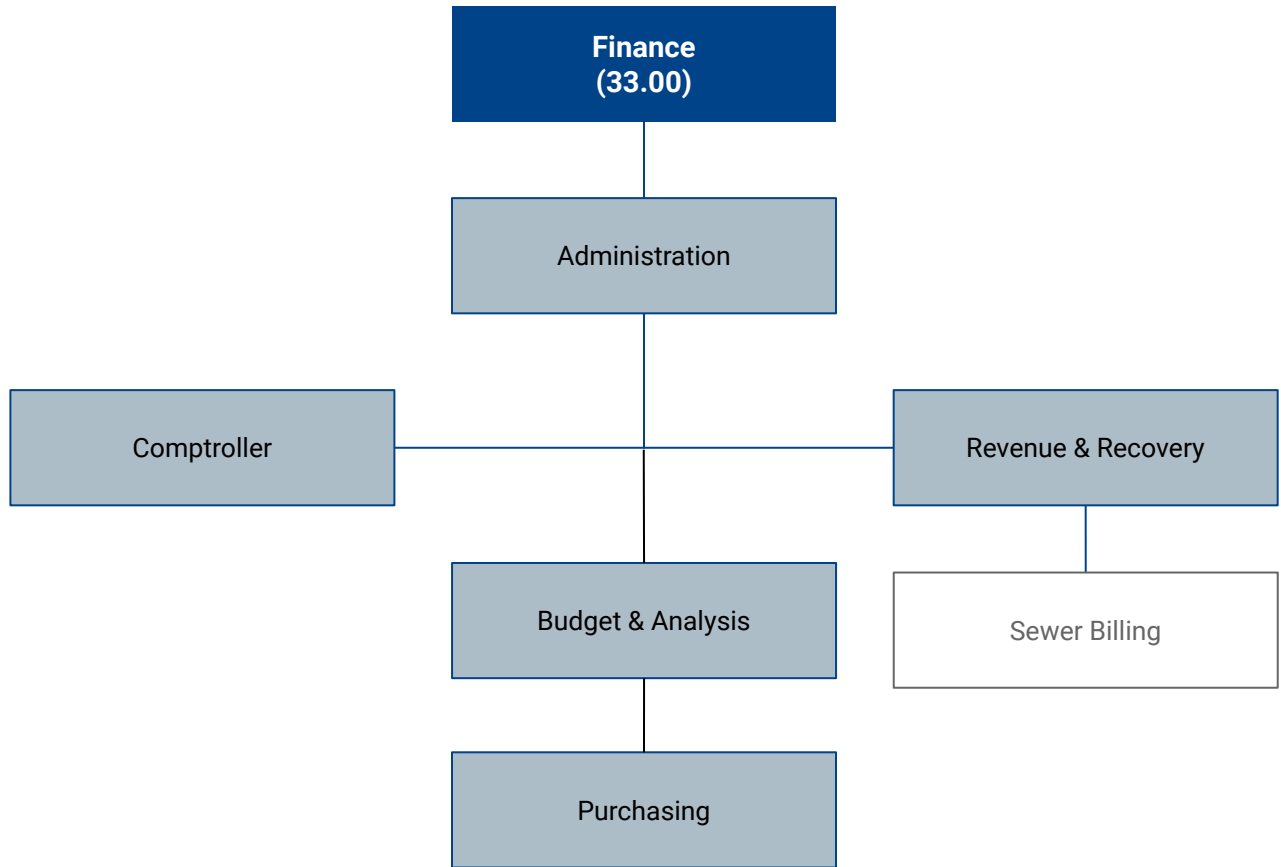 Finance
(33.00)
Administration
Comptroller
Revenue & Recovery
Budget & Analysis
Sewer Billing
Purchasing